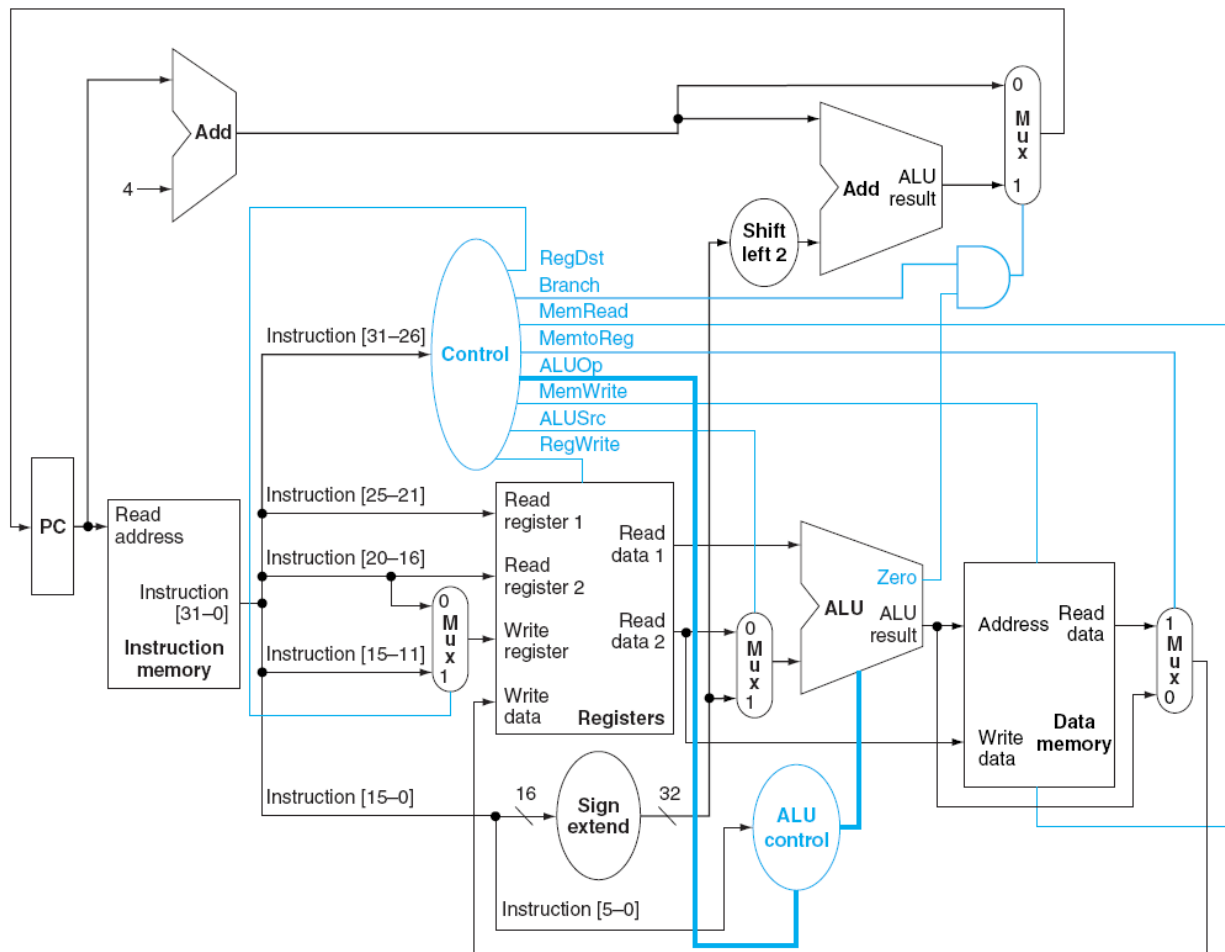 0
M
u
x
1
Add
4
Add
ALU
result
Shift
left 2
RegDst
Branch
MemRead
MemtoReg
ALUOp
MemWrite
ALUSrc
RegWrite
Control
Instruction [31–26]
Instruction [25–21]
Instruction [20–16]
Instruction [15–11]
Instruction [15–0]
Instruction [5–0]
PC
Read
address
Instruction
[31–0]
Instruction
memory
0
M
u
x
1
Read
register 1
Read
register 2
Write
register
Write
data
Read
data 1
Read
data 2
Registers
0
M
u
x
1
Zero
ALU
ALU
result
Address
Read
data
Write
data
Data
memory
1
M
u
x
0
16
Sign
extend
32
ALU
control